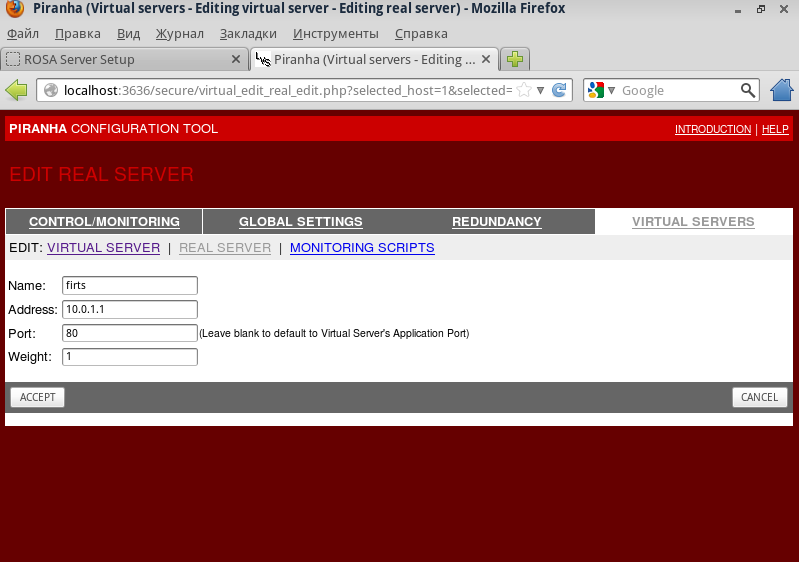 Piranha (Virtual servers - Editing virtual server - Editing real server) - Mozilla Firefox
Файл Правка Вид Журнал Закладки Инструменты Справка
ROSA Server Setup Piranha (Virtual servers - Editing ...
localhost:3636/secure/virtual_edit_real_edit.php?selected_host=1&selected= Google
PIRANHA CONFIGURATION TOOL INTRODUCTION | HELP
EDIT REAL SERVER
CONTROL/MONITORING GLOBAL SETTINGS REDUNDANCY VIRTUAL SERVERS
EDIT: VIRTUAL SERVER | REAL SERVER | MONITORING SCRIPTS
Name: firts
Address: 10.0.1.1
Port: 80 (Leave blank to default to Virtual Server's Application Port)
Weight: 1
ACCEPT CANCEL